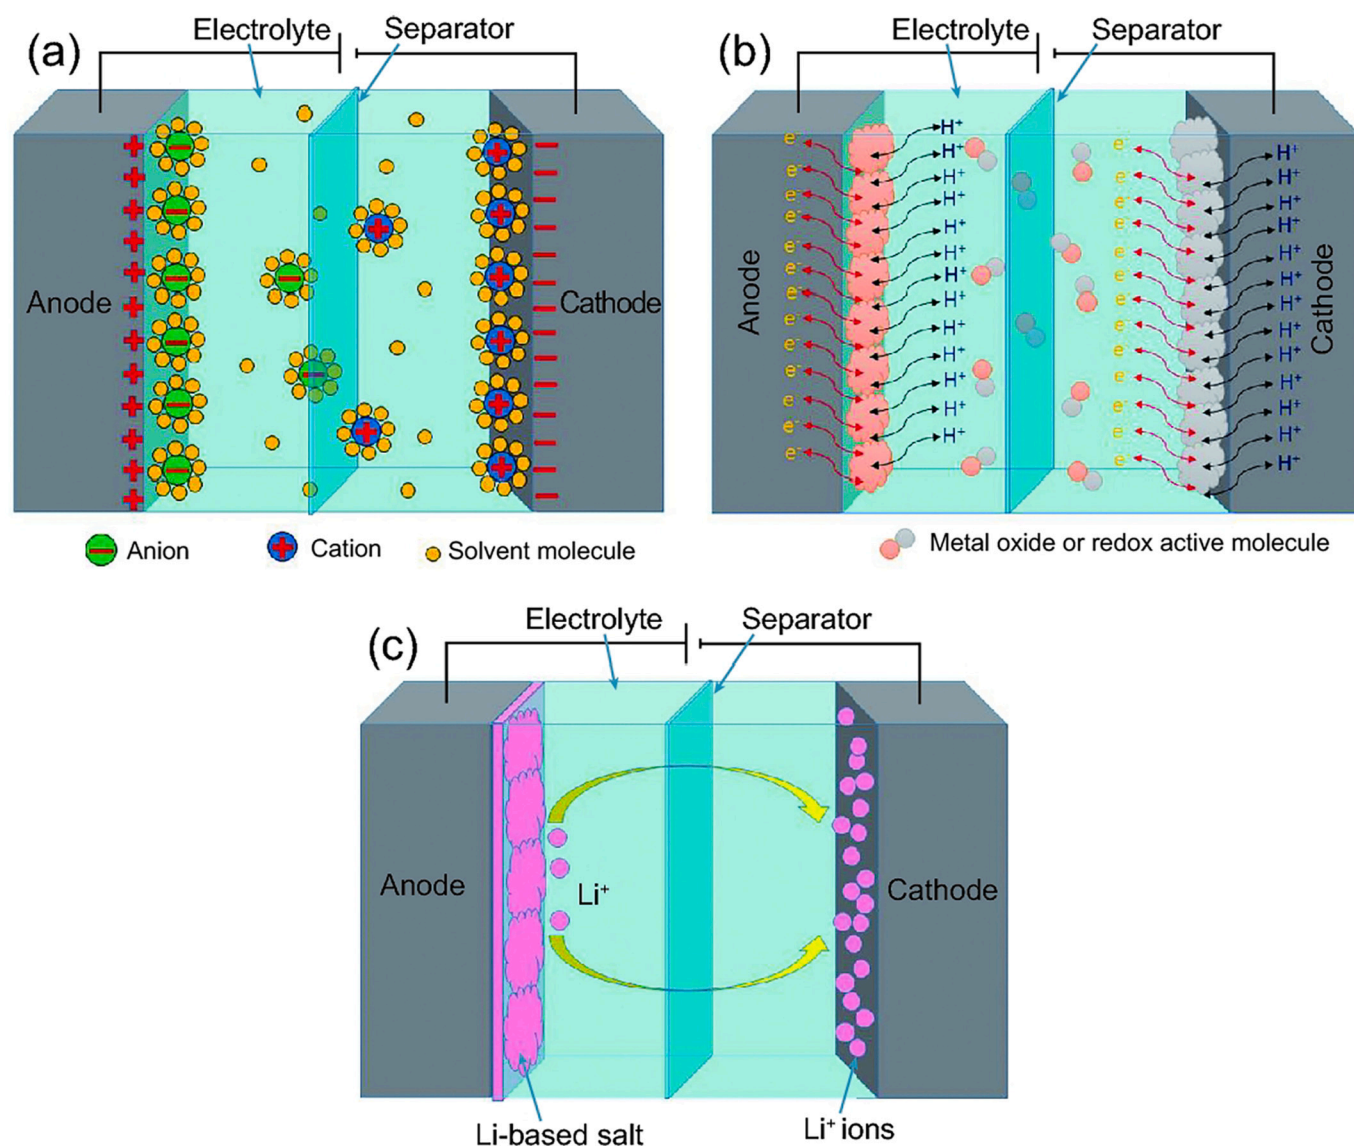 (a)
Electrolyte
Separator
Anode
Cathode
Anion
Cation
Solvent molecule
(b)
Electrolyte
Separator
e⁻ H⁺ e⁻ H⁺
e⁻ H⁺ e⁻ H⁺
e⁻ H⁺ e⁻ H⁺
e⁻ H⁺ e⁻ H⁺
e⁻ H⁺ e⁻ H⁺
e⁻ H⁺ e⁻ H⁺
e⁻ H⁺ e⁻ H⁺
e⁻ H⁺ e⁻ H⁺
e⁻ H⁺ e⁻ H⁺
e⁻ H⁺ e⁻ H⁺
e⁻ H⁺ e⁻ H⁺
e⁻ H⁺ e⁻ H⁺
e⁻ H⁺ e⁻ H⁺
Anode
Cathode
Metal oxide or redox active molecule
(c)
Electrolyte
Separator
Anode
Li⁺
Cathode
Li-based salt
Li⁺ ions